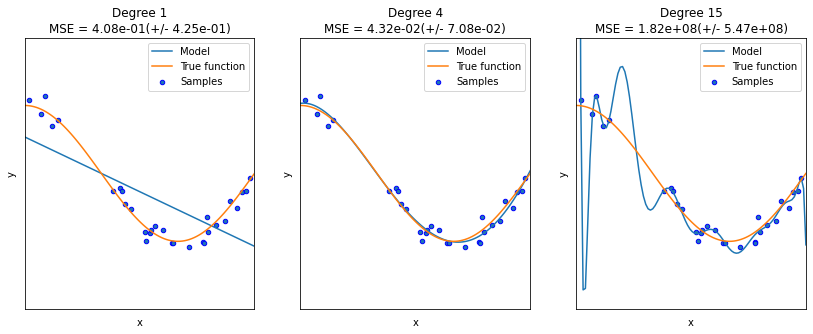 Degree 1
MSE = 4.08e-01(+/- 4.25e-01)
Model
True function
Samples
y
x
Degree 4
MSE = 4.32e-02(+/- 7.08e-02)
Model
True function
Samples
y
x
Degree 15
MSE = 1.82e+08(+/- 5.47e+08)
Model
True function
Samples
y
x